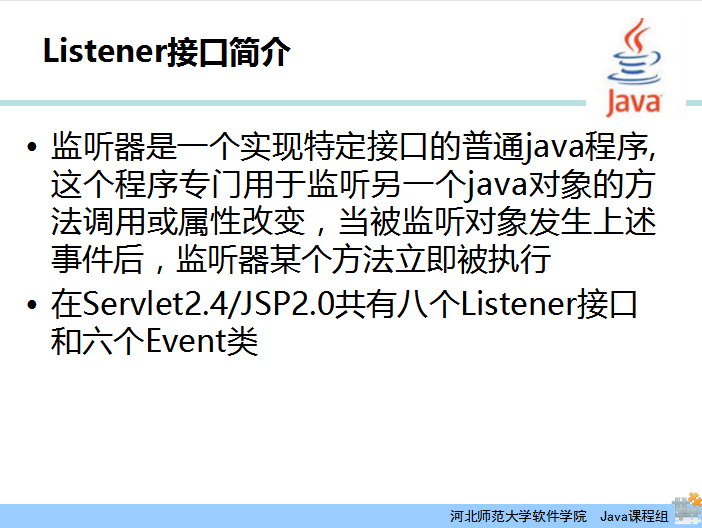 Listener接口简介
Java
• 监听器是一个实现特定接口的普通java程序,
这个程序专门用于监听另一个java对象的方
法调用或属性改变，当被监听对象发生上述
事件后，监听器某个方法立即被执行
• 在Servlet2.4/JSP2.0共有八个Listener接口
和六个Event类
河北师范大学软件学院 Java课程组